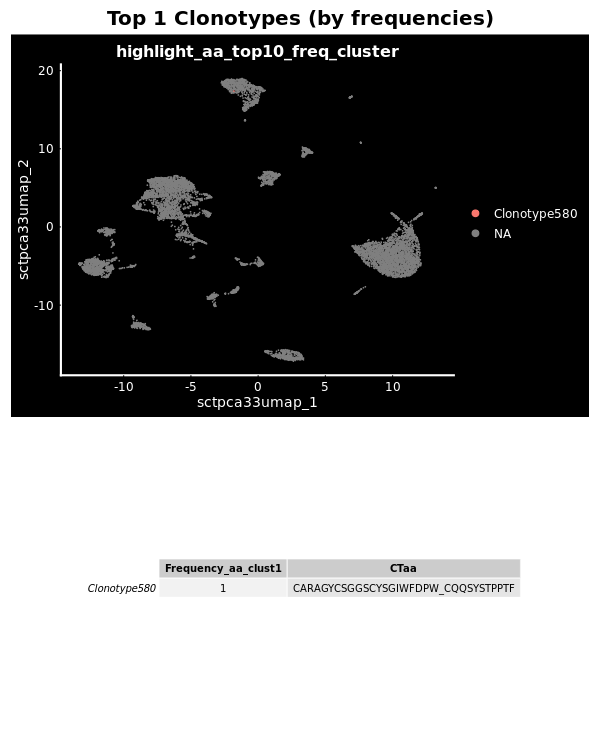 Top 1 Clonotypes (by frequencies)
highlight_aa_top10_freq_cluster
20
10
0
-10
sctpca33umap_2
-10 -5 0 5 10
sctpca33umap_1
Clonotype580
NA
Frequency_aa_clust1 CTaa
Clonotype580 1 CARAGYCSGGSCYSGIWFDPW_CQQSYSTPPTF